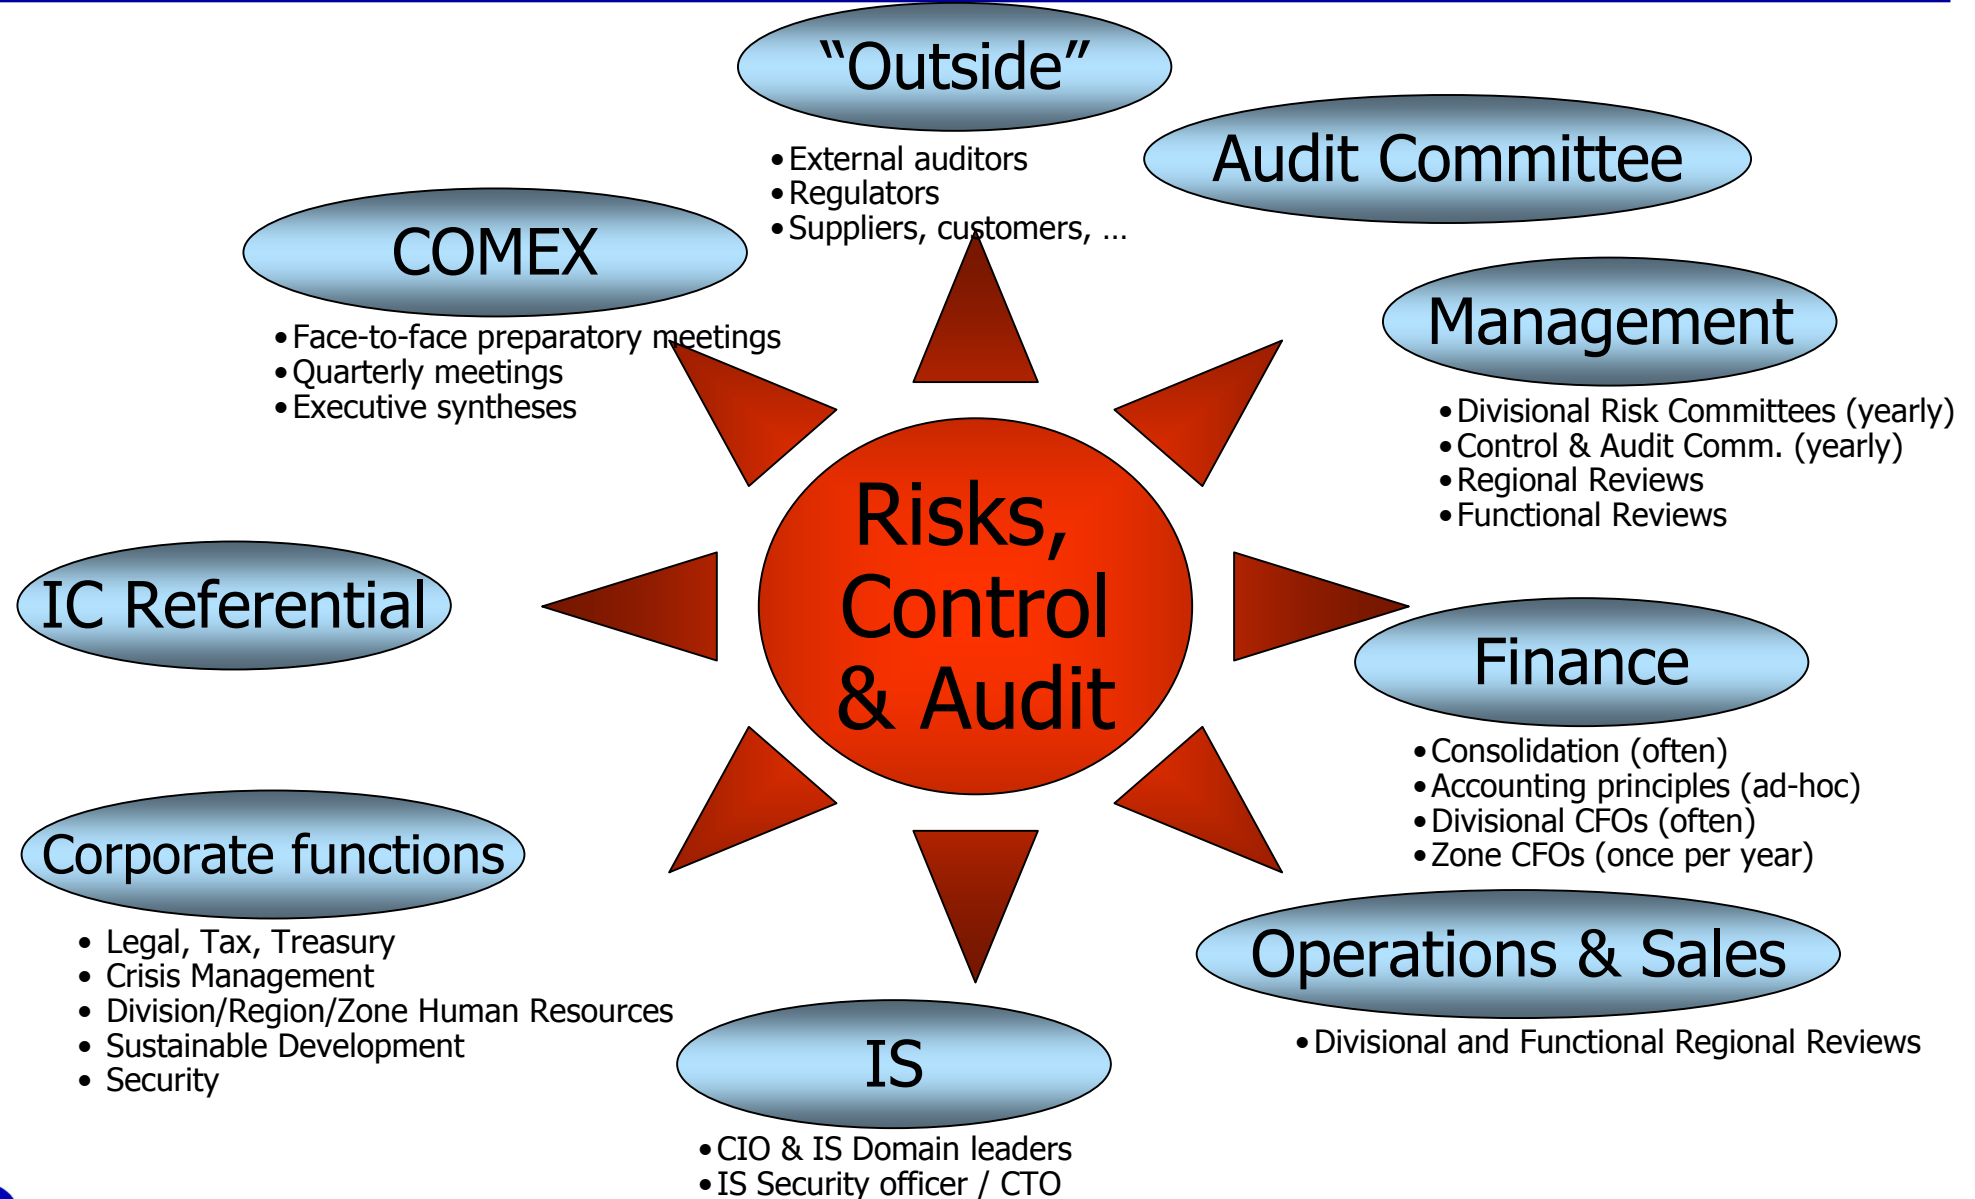 “Outside”
• External auditors
• Regulators
• Suppliers, customers, …
Audit Committee
COMEX
• Face-to-face preparatory meetings
• Quarterly meetings
• Executive syntheses
Management
• Divisional Risk Committees (yearly)
• Control & Audit Comm. (yearly)
• Regional Reviews
• Functional Reviews
Risks,
Control
& Audit
IC Referential
Finance
• Consolidation (often)
• Accounting principles (ad-hoc)
• Divisional CFOs (often)
• Zone CFOs (once per year)
Corporate functions
• Legal, Tax, Treasury
• Crisis Management
• Division/Region/Zone Human Resources
• Sustainable Development
• Security
Operations & Sales
• Divisional and Functional Regional Reviews
IS
• CIO & IS Domain leaders
• IS Security officer / CTO